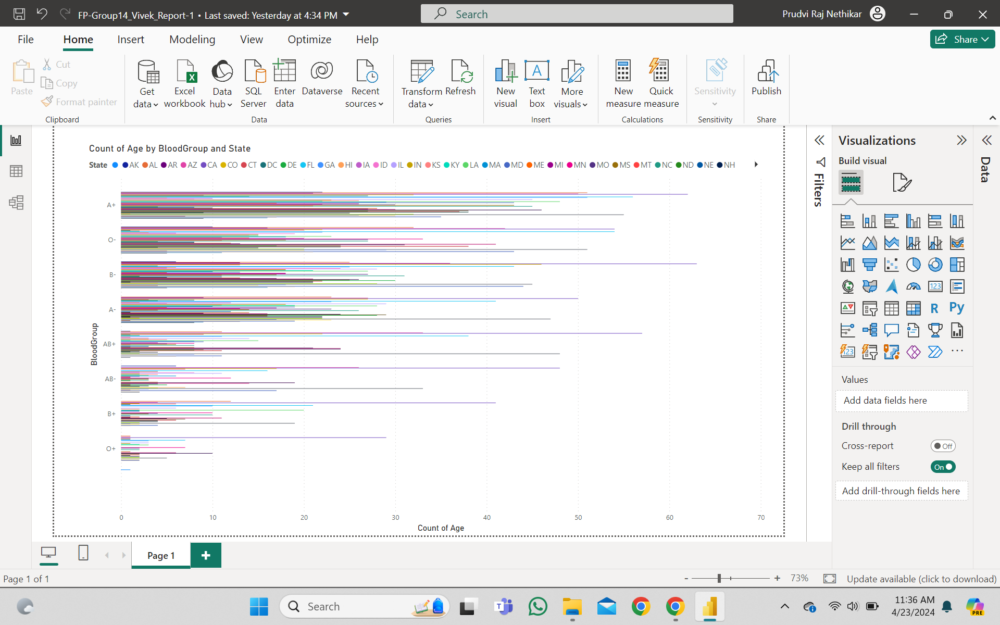 FP-Group14_Vivek_Report-1 • Last saved: Yesterday at 4:34 PM
Search
Prudvi Raj Nethikar
File Home Insert Modeling View Optimize Help
Share
Paste
Cut
Copy
Format painter
Clipboard
Get data
Excel workbook
Data hub
SQL Server
Enter data
Dataverse
Recent sources
Data
Transform data
Refresh
Queries
New visual
Text box
More visuals
Insert
New measure
Quick measure
Calculations
Sensitivity
Sensitivity
Publish
Share
Count of Age by BloodGroup and State
State AK AL AR AZ CA CO CT DC DE FL GA HI IA ID IL IN KS KY LA MA MD ME MI MN MO MS MT NC ND NE NH
BloodGroup
A+
O-
B-
A-
AB+
AB-
B+
O+
0 10 20 30 40 50 60 70
Count of Age
Filters
Visualizations
Build visual
123
R
Py
123
Values
Add data fields here
Drill through
Cross-report
Off
Keep all filters
On
Add drill-through fields here
Data
Page 1
Page 1 of 1
- + 73%
Update available (click to download)
Search
11:36 AM
4/23/2024
PRE